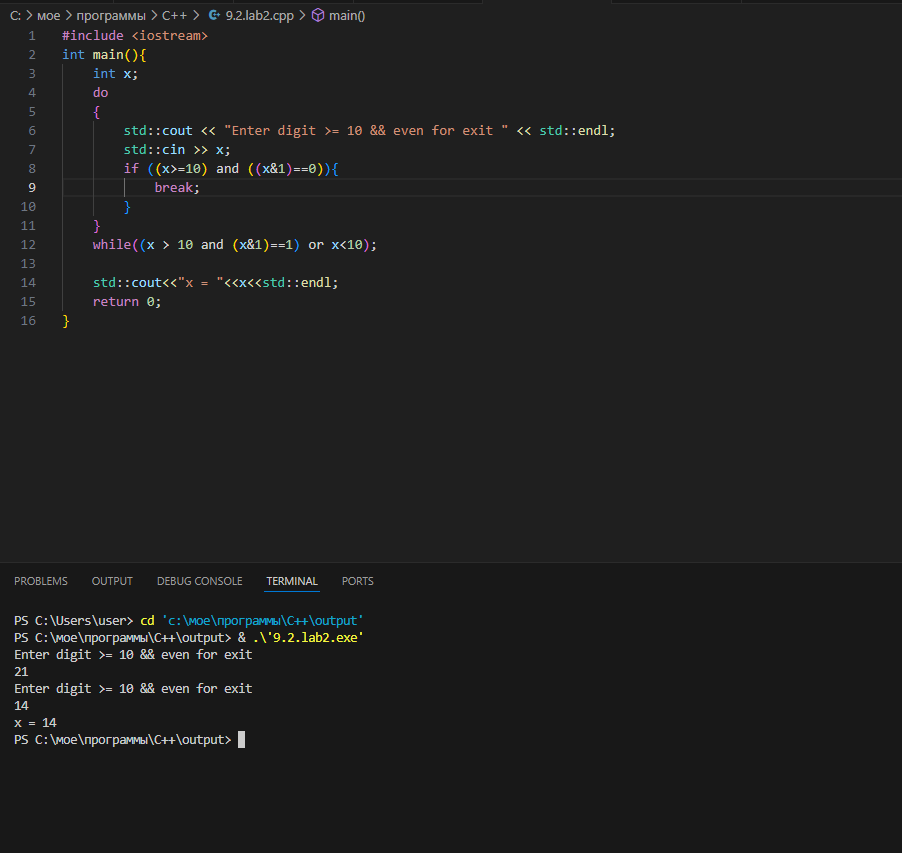 C: > мое > программы > C++ > 9.2.lab2.cpp > main()
1 #include <iostream>
2 int main(){
3 int x;
4 do
5 {
6 std::cout << "Enter digit >= 10 && even for exit " << std::endl;
7 std::cin >> x;
8 if ((x>=10) and ((x&1)==0)){
9 break;
10 }
11 }
12 while((x > 10 and (x&1)==1) or x<10);
13
14 std::cout<<"x = "<<x<<std::endl;
15 return 0;
16 }
PROBLEMS OUTPUT DEBUG CONSOLE TERMINAL PORTS
PS C:\Users\user> cd 'c:\мое\программы\C++\output'
PS C:\мое\программы\C++\output> & .\'9.2.lab2.exe'
Enter digit >= 10 && even for exit
21
Enter digit >= 10 && even for exit
14
x = 14
PS C:\мое\программы\C++\output>